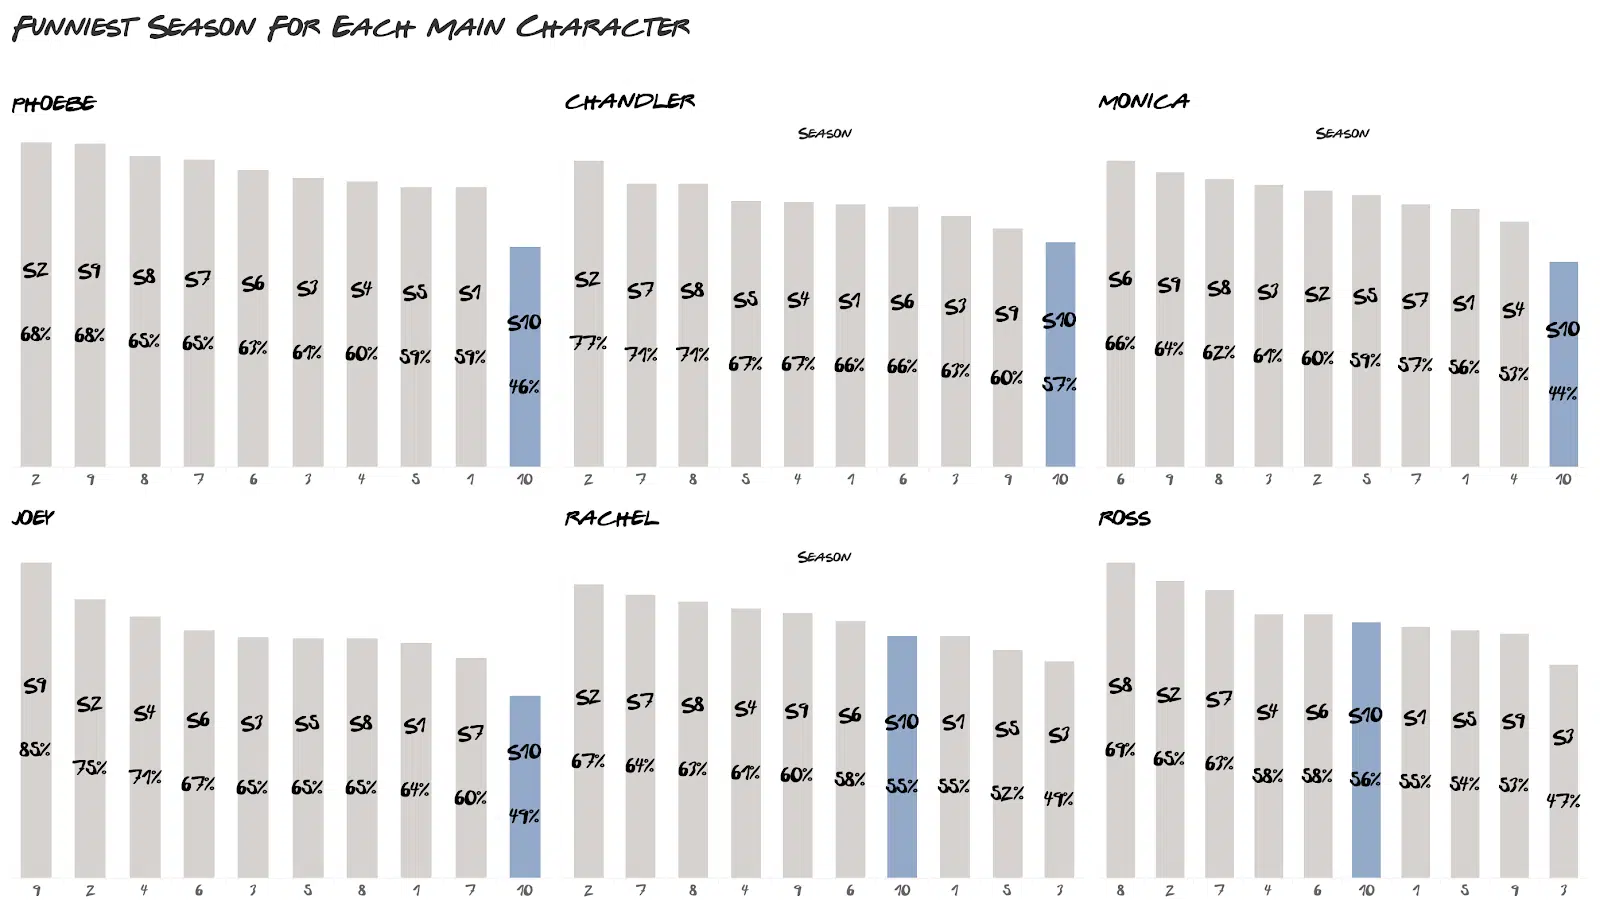 Funniest Season For Each Main Character
PHOEBE
S2 S9 S8 S7 S6 S3 S4 S5 S1 S10
68% 68% 65% 65% 63% 61% 60% 59% 59% 46%
2 9 8 7 6 3 4 5 1 10
CHANDLER
Season
S2 S7 S8 S5 S4 S1 S6 S3 S9 S10
77% 71% 71% 67% 67% 66% 66% 63% 60% 57%
2 7 8 5 4 1 6 3 9 10
MONICA
Season
S6 S9 S8 S3 S2 S5 S7 S1 S4 S10
66% 64% 62% 61% 60% 59% 57% 56% 53% 44%
6 9 8 3 2 5 7 1 4 10
JOEY
S9 S2 S4 S6 S3 S5 S8 S1 S7 S10
85% 75% 71% 67% 65% 65% 65% 64% 60% 49%
9 2 4 6 3 5 8 1 7 10
RACHEL
Season
S2 S7 S8 S4 S9 S6 S10 S1 S5 S3
67% 64% 63% 61% 60% 58% 55% 55% 52% 49%
2 7 8 4 9 6 10 1 5 3
ROSS
S8 S2 S7 S4 S6 S10 S1 S5 S9 S3
69% 65% 63% 58% 58% 56% 55% 54% 53% 47%
8 2 7 4 6 10 1 5 9 3